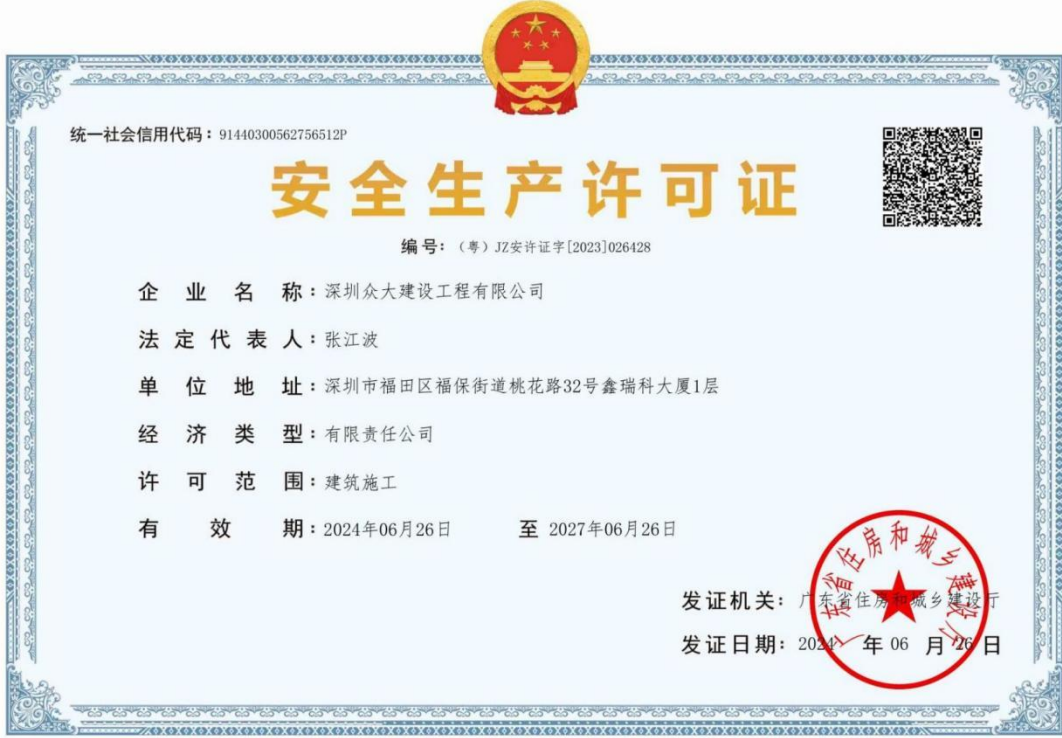 统一社会信用代码：91440300562756512P
安全生产许可证
编号：（粤）JZ安许证字[2023]026428
企业名称：深圳众大建设工程有限公司
法定代表人：张江波
单位地址：深圳市福田区福保街道桃花路32号鑫瑞科大厦1层
经济类型：有限责任公司
许可范围：建筑施工
有效期：2024年06月26日 至 2027年06月26日
发证机关：广东省住房和城乡建设厅
发证日期：2024年06月26日
广东省住房和城乡建设厅